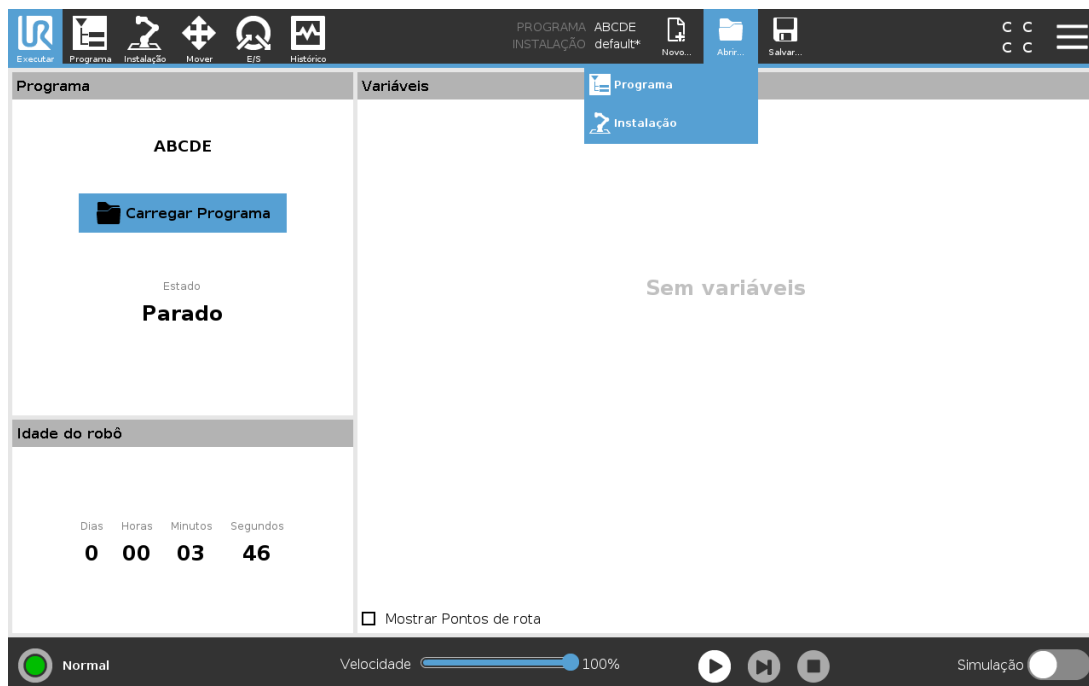 PROGRAMA ABCDE
INSTALAÇÃO default*
Executar Programa Instalação Mover E/S Histórico Novo... Abrir... Salvar...
C C
C C
Programa
Instalação
Programa
ABCDE
Carregar Programa
Estado
Parado
Variáveis
Sem variáveis
Idade do robô
Dias Horas Minutos Segundos
0 00 03 46
Mostrar Pontos de rota
Normal Velocidade 100% Simulação